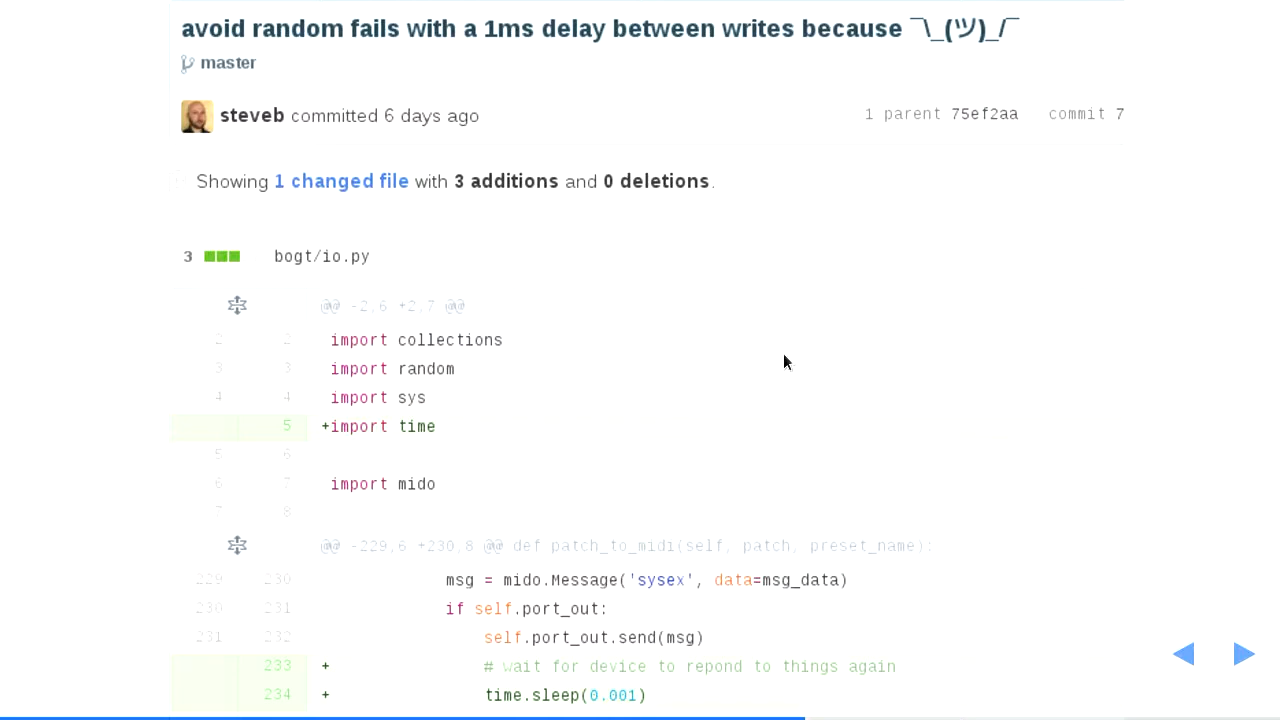 avoid random fails with a 1ms delay between writes because ¯\_(ツ)_/¯
master
steveb committed 6 days ago 1 parent 75ef2aa commit 7
Showing 1 changed file with 3 additions and 0 deletions.
3 bogt/io.py
@@ -2,6 +2,7 @@
2 2 import collections
3 3 import random
4 4 import sys
5 +import time
5 6
6 7 import mido
7 8
@@ -229,6 +230,8 @@ def patch_to_midi(self, patch, preset_name):
229 230 msg = mido.Message('sysex', data=msg_data)
230 231 if self.port_out:
231 232 self.port_out.send(msg)
233 + # wait for device to repond to things again
234 + time.sleep(0.001)